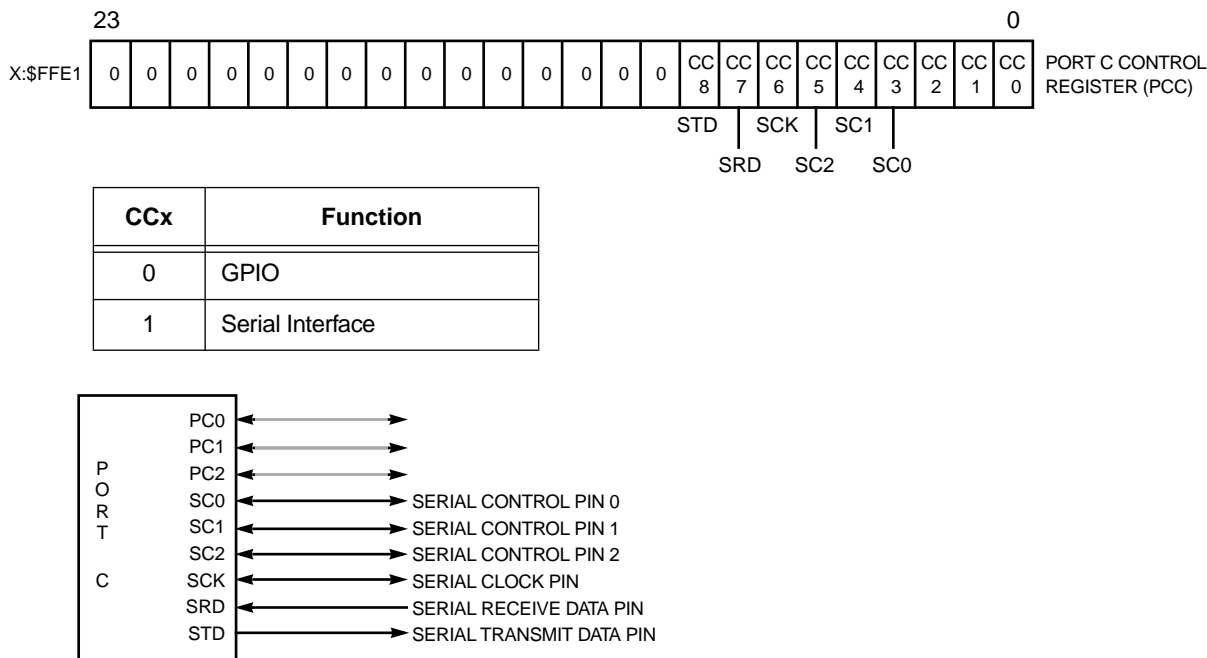 23 0
X:$FFE1 0 0 0 0 0 0 0 0 0 0 0 0 0 0 0 CC 8 CC 7 CC 6 CC 5 CC 4 CC 3 CC 2 CC 1 CC 0 PORT C CONTROL
REGISTER (PCC)
STD SCK SC1
SRD SC2 SC0
CCx Function
0 GPIO
1 Serial Interface
PORT C
PC0
PC1
PC2
SC0 SERIAL CONTROL PIN 0
SC1 SERIAL CONTROL PIN 1
SC2 SERIAL CONTROL PIN 2
SCK SERIAL CLOCK PIN
SRD SERIAL RECEIVE DATA PIN
STD SERIAL TRANSMIT DATA PIN